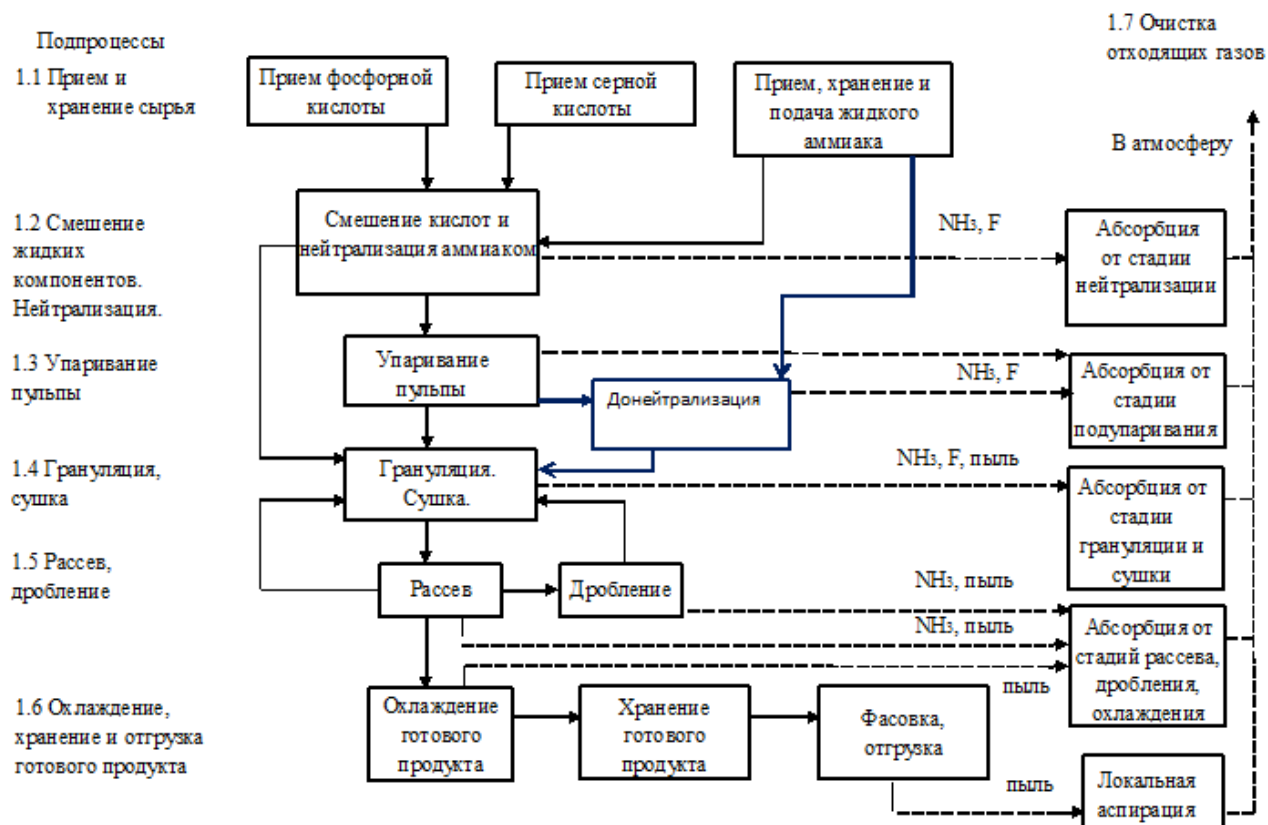 Подпроцессы
1.1 Прием и
хранение сырья
Прием фосфорной
кислоты
Прием серной
кислоты
Прием, хранение и
подача жидкого
аммиака
1.7 Очистка
отходящих газов
В атмосферу
1.2 Смешение
жидких
компонентов.
Нейтрализация.
Смешение кислот и
нейтрализация аммиаком
NH3, F
Абсорбция
от стадии
нейтрализации
1.3 Упаривание
пульпы
Упаривание
пульпы
Донейтрализация
NH3, F
Абсорбция от
стадии
подупаривания
1.4 Грануляция,
сушка
Грануляция.
Сушка.
NH3, F, пыль
Абсорбция от
стадии
грануляции и
сушки
1.5 Рассев,
дробление
Рассев
Дробление
NH3, пыль
NH3, пыль
Абсорбция от
стадий рассева,
дробления,
охлаждения
пыль
1.6 Охлаждение,
хранение и отгрузка
готового продукта
Охлаждение
готового
продукта
Хранение
готового
продукта
Фасовка,
отгрузка
пыль
Локальная
аспирация